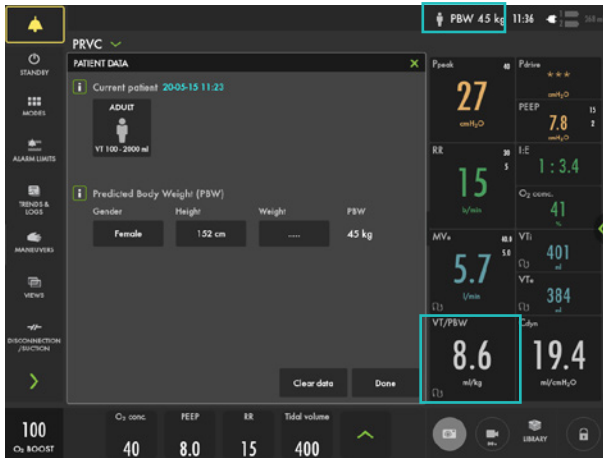 PBW 45 kg 11:36
PRVC
PATIENT DATA
Current patient 20-05-15 11:23
ADULT
VT 100 - 2000 ml
Predicted Body Weight (PBW)
Gender Height Weight PBW
Female 152 cm ..... 45 kg
Clear data Done
STANDBY
MODES
ALARM LIMITS
TRENDS &
LOGS
MANEUVERS
VIEWS
DISCONNECTION
/SUCTION
Ppeak 40
27
cmH2O
Pdrive
***
cmH2O
PEEP 15
7.8 2
cmH2O
RR 30
5
15
b/min
I:E
1 : 3.4
O2 conc.
41
%
MVe 40.0
5.0
5.7
l/min
VTi
401
ml
VTe
384
ml
VT/PBW
8.6
ml/kg
Cdyn
19.4
ml/cmH2O
100
O2 BOOST
O2 conc. PEEP RR Tidal volume
40 8.0 15 400
LIBRARY